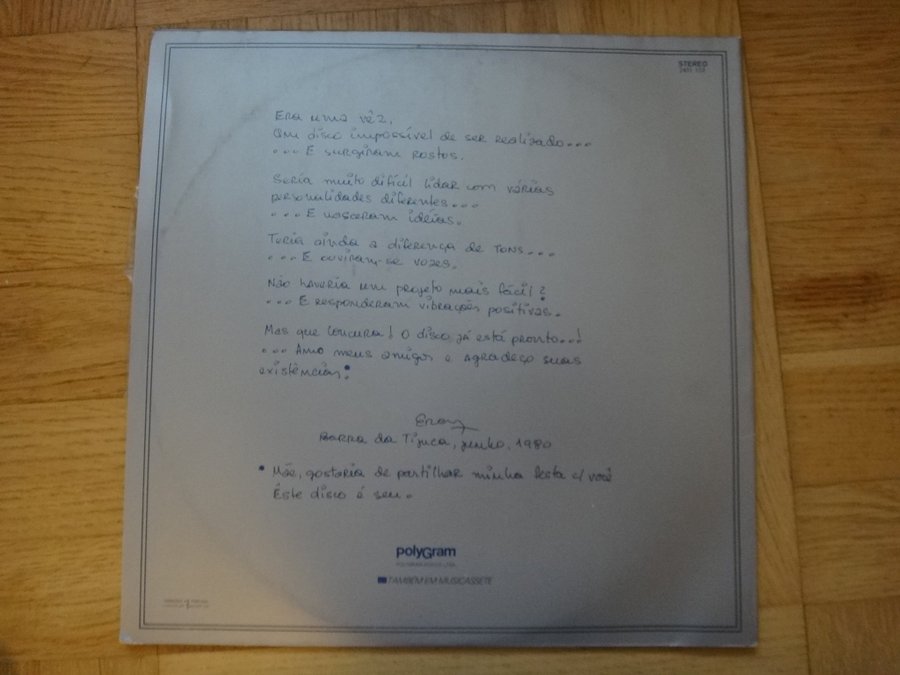 STEREO
Era uma vêz,
Um disco impossível de ser realizado...
... E surgiram rostos.
Seria muito difícil lidar com várias
personalidades diferentes...
... E nasceram idéias.
Teria ainda a diferença de TONS...
... E ouviram-se vozes.
Não haveria um projeto mais fácil?
... E responderam vibrações positivas.
Mas que loucura! O disco já está pronto...!
... Amo meus amigos e agradeço suas
existências!
Barra da Tijuca, junho, 1980
• Mãe, gostaria de partilhar minha festa c/ você
Êste disco é seu.
polyGram
TAMBÉM EM MUSICASSETE